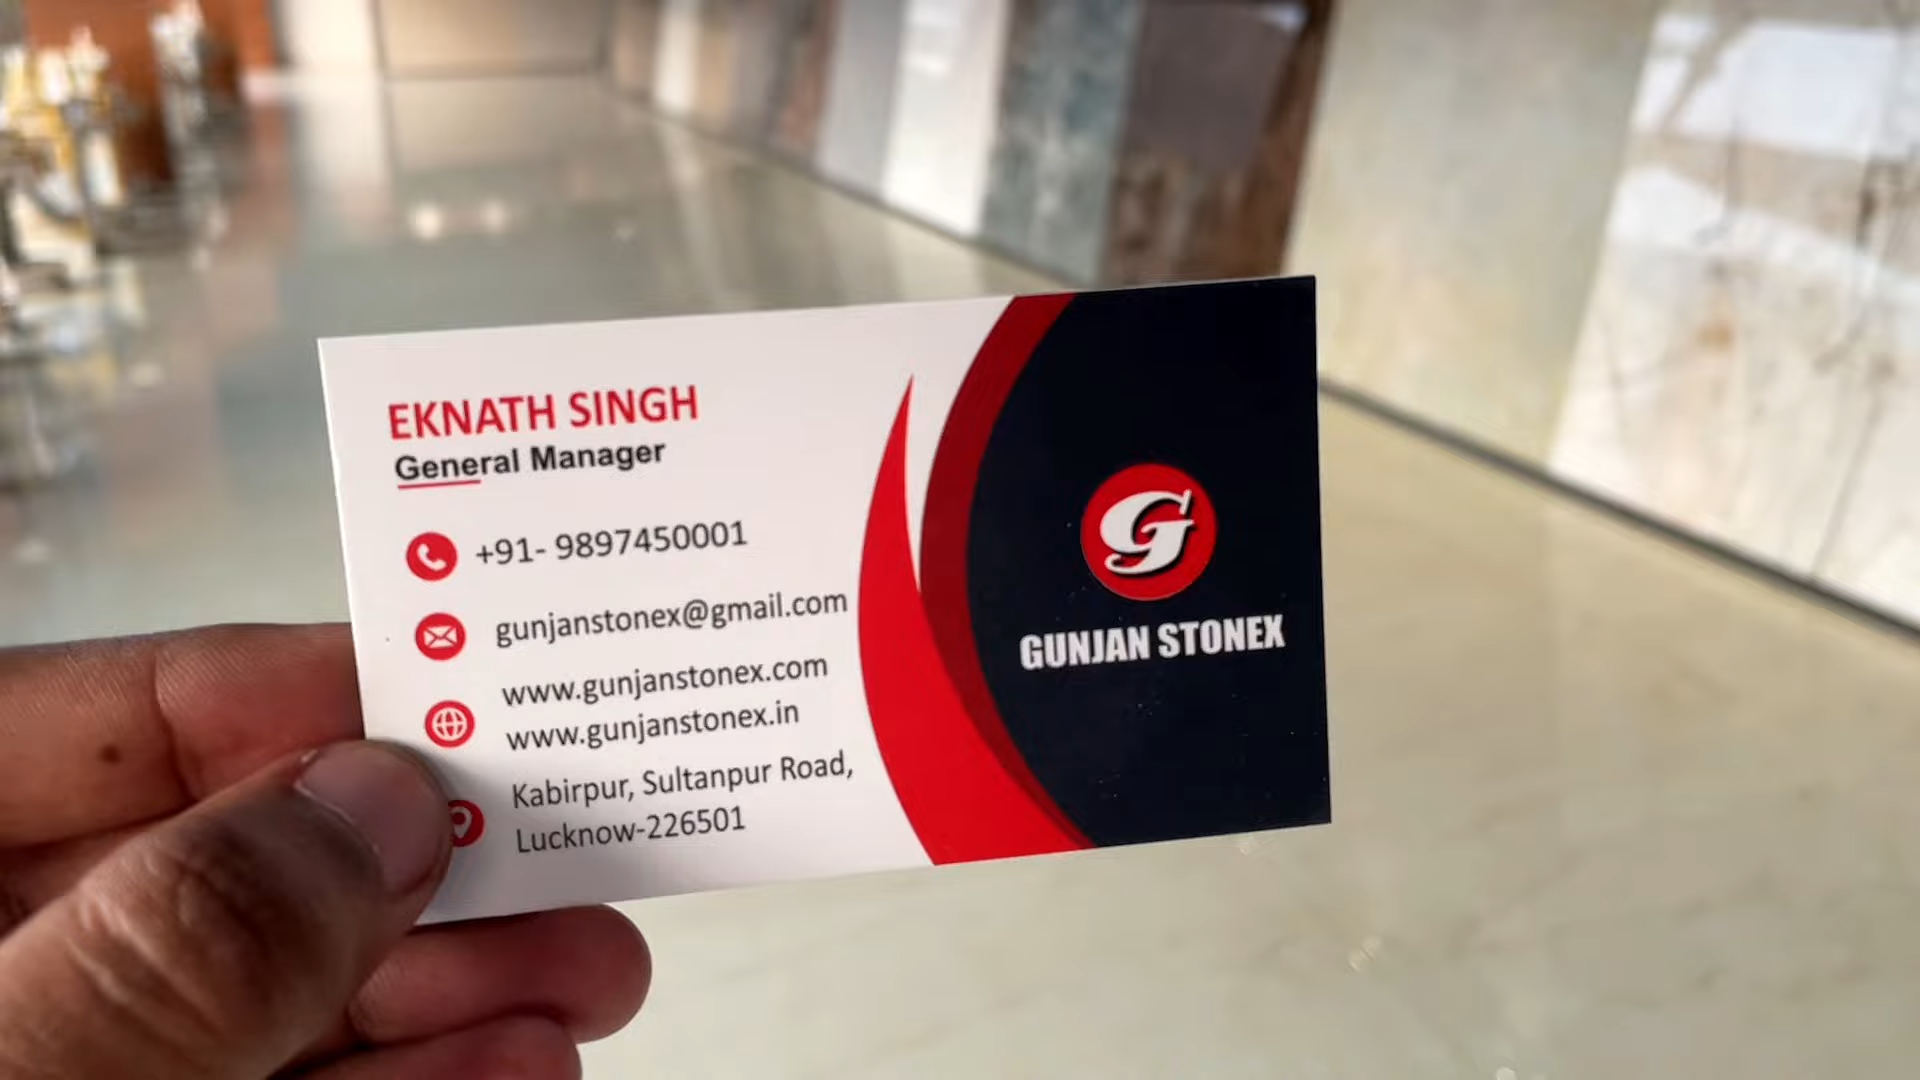 EKNATH SINGH
General Manager
+91- 9897450001
gunjanstonex@gmail.com
www.gunjanstonex.com
www.gunjanstonex.in
Kabirpur, Sultanpur Road,
Lucknow-226501
G
GUNJAN STONEX